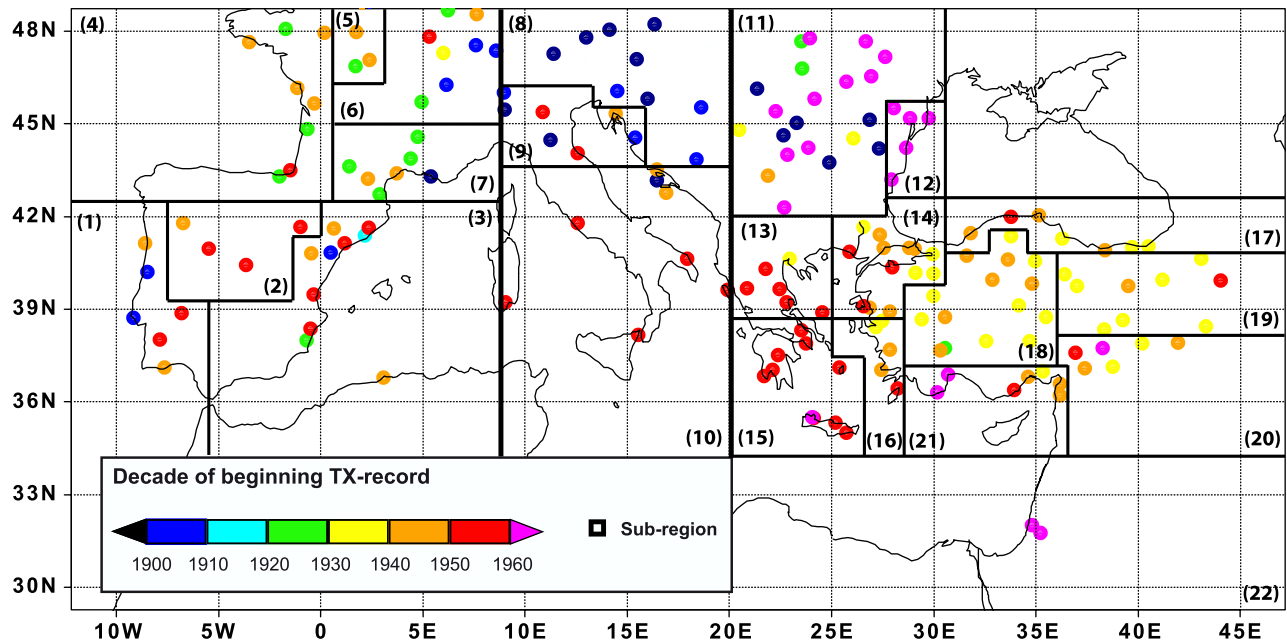 (4) (5) (8) (11)
48N
(6)
45N
(9) (7) (12)
42N
(1) (3) (13) (14) (17)
(2)
39N
(19)
(18)
36N
(10) (15) (16) (21) (20)
Decade of beginning TX-record
33N
Sub-region
1900 1910 1920 1930 1940 1950 1960
30N
(22)
10W 5W 0 5E 10E 15E 20E 25E 30E 35E 40E 45E